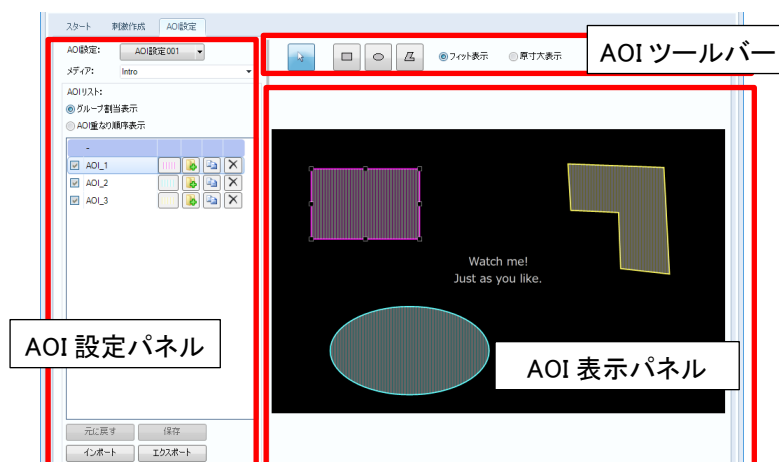 スタート 刺激作成 AOI設定
AOI設定: AOI設定001
メディア: Intro
AOIリスト:
グループ割当表示
AOI重なり順序表示
-
AOI_1
AOI_2
AOI_3
元に戻す 保存
インポート エクスポート
フィット表示 原寸大表示
AOI ツールバー
Watch me!
Just as you like.
AOI 設定パネル
AOI 表示パネル